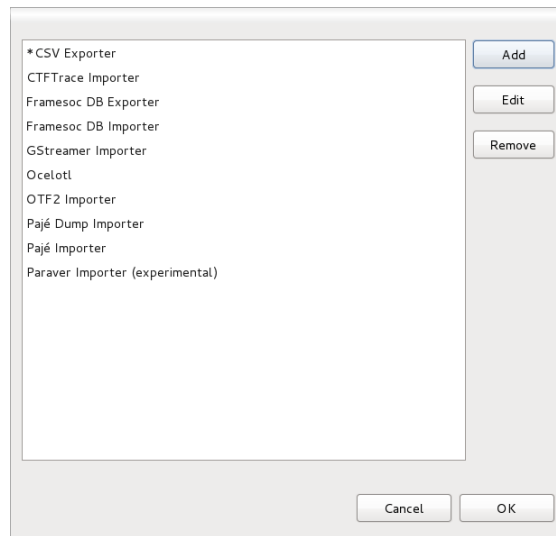 *CSV Exporter
CTFTrace Importer
Framesoc DB Exporter
Framesoc DB Importer
GStreamer Importer
Ocelotl
OTF2 Importer
Pajé Dump Importer
Pajé Importer
Paraver Importer (experimental)
Add
Edit
Remove
Cancel
OK